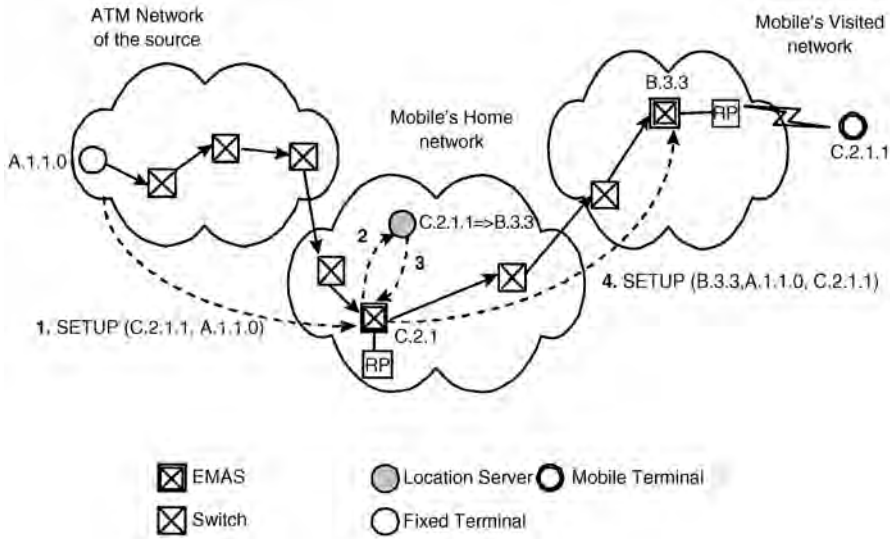 ATM Network
of the source
Mobile's Visited
network
B.3.3
RP
C.2.1.1
Mobile's Home
network
A.1.1.0
C.2.1.1=>B.3.3
2
3
4. SETUP (B.3.3,A.1.1.0, C.2.1.1)
1. SETUP (C.2.1.1, A.1.1.0)
C.2.1
RP
EMAS
Location Server
Mobile Terminal
Switch
Fixed Terminal